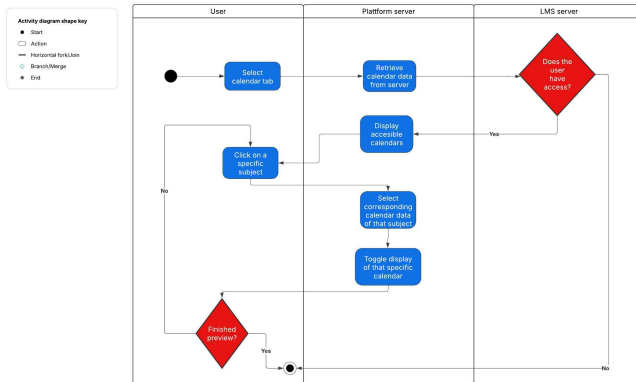 Activity diagram shape key
Start
Action
Horizontal fork/Join
Branch/Merge
End
User
Plattform server
LMS server
Select
calendar tab
Retrieve
calendar data
from server
Does the
user
have
access?
Display
accesible
calendars
Yes
Click on a
specific
subject
No
Select
corresponding
calendar data
of that subject
Toggle display
of that specific
calendar
Finished
preview?
Yes
No